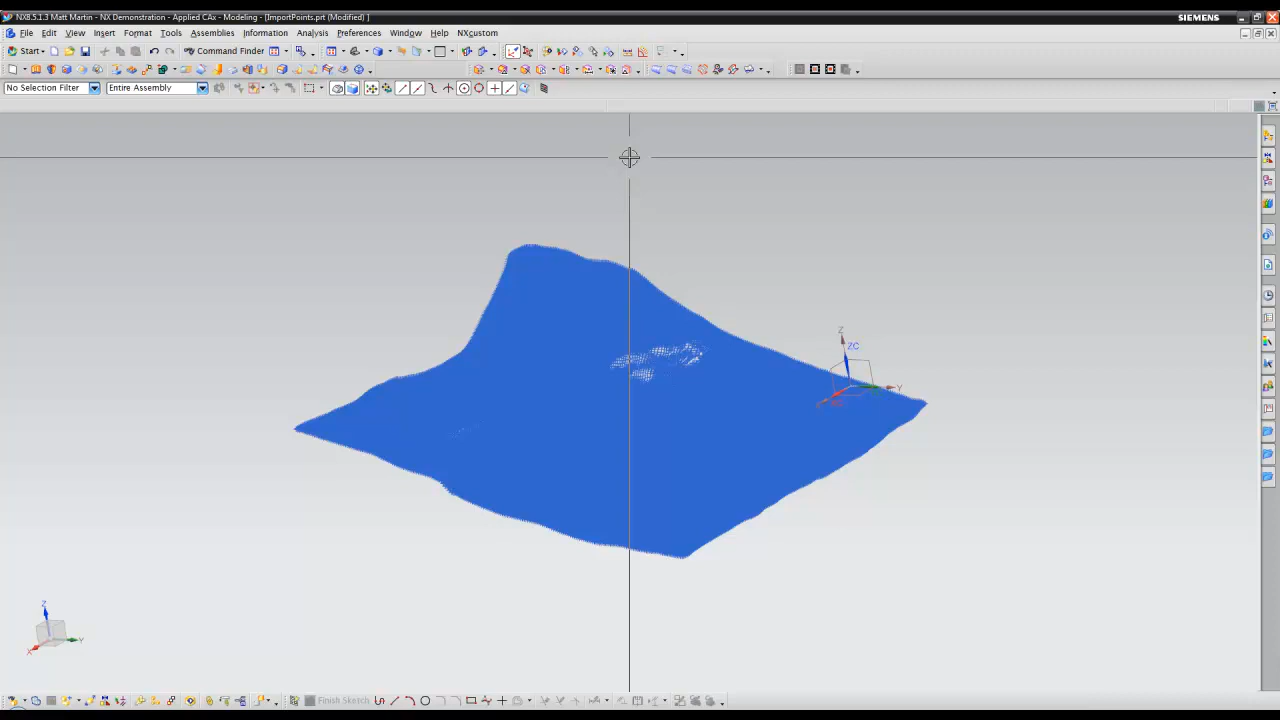 NX8.5.1.3 Matt Martin - NX Demonstration - Applied CAx - Modeling - [ImportPoints.prt (Modified) ]
SIEMENS
File Edit View Insert Format Tools Assemblies Information Analysis Preferences Window Help NXcustom
Start Command Finder
No Selection Filter Entire Assembly
Z
ZC
Y
Z
Y
X
Finish Sketch